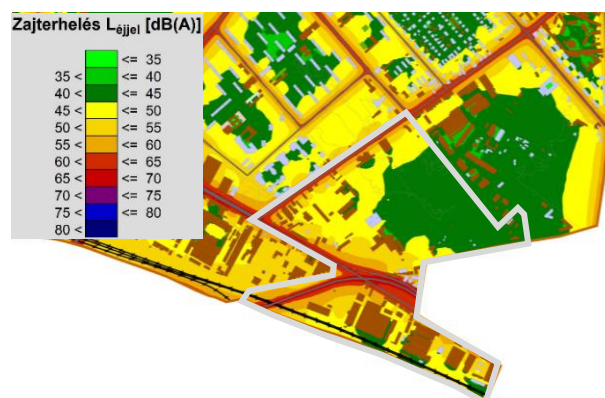 Zajterhelés Léjjel [dB(A)]
<= 35
35 < <= 40
40 < <= 45
45 < <= 50
50 < <= 55
55 < <= 60
60 < <= 65
65 < <= 70
70 < <= 75
75 < <= 80
80 <